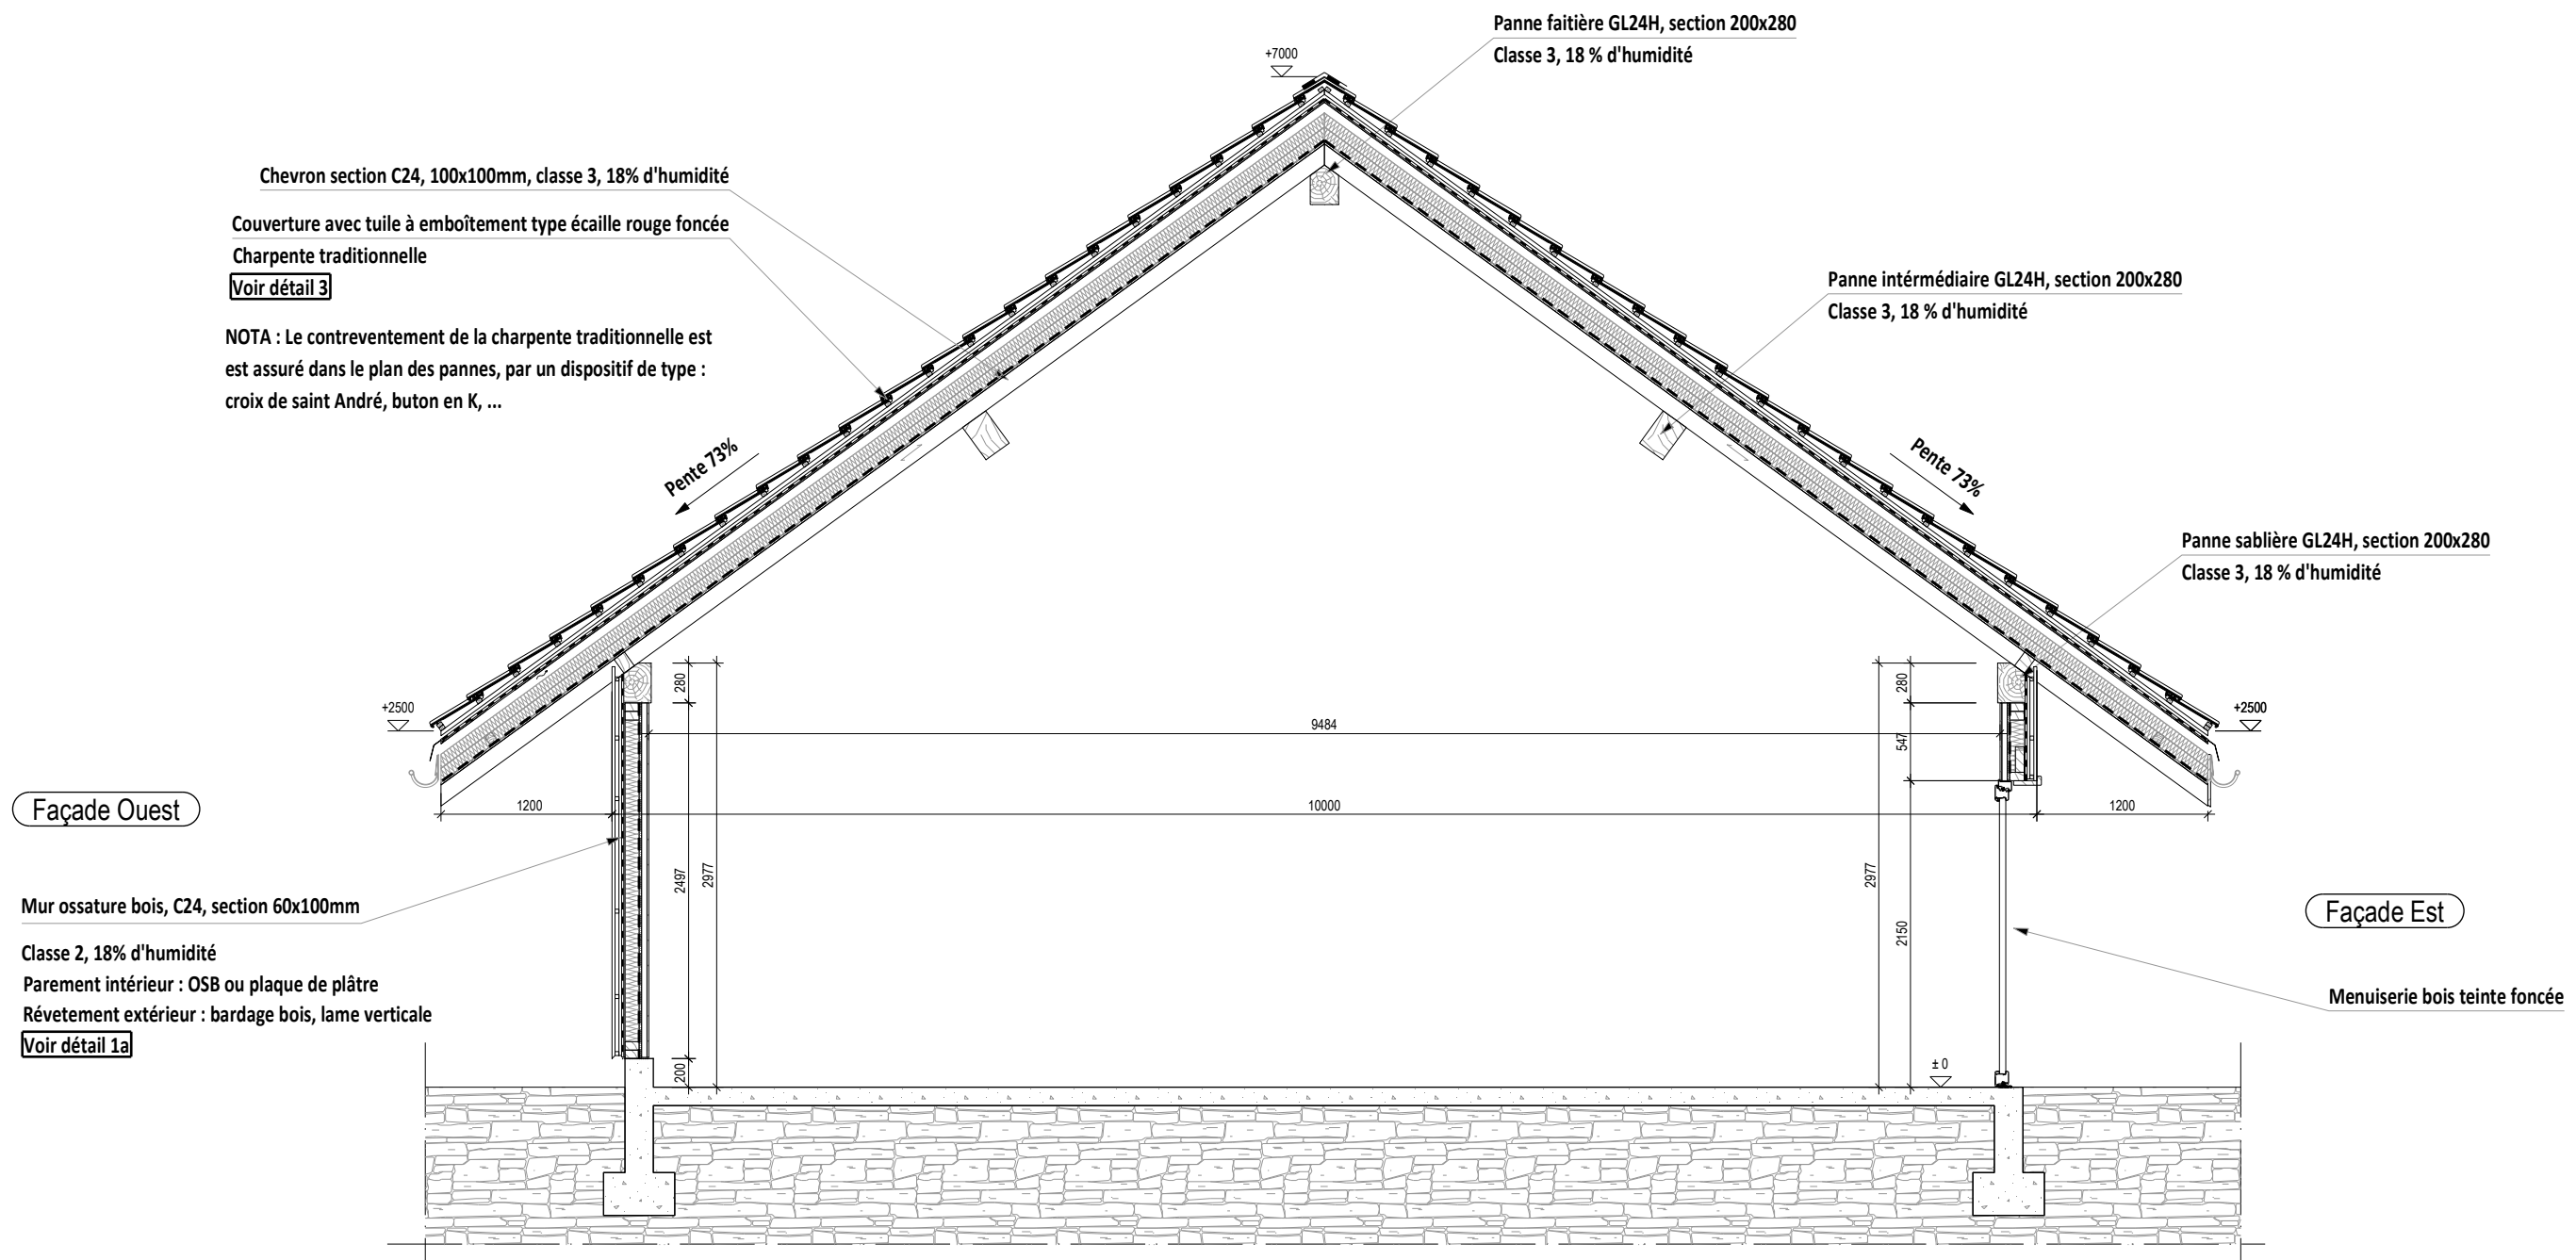 Panne faitière GL24H, section 200x280
Classe 3, 18 % d'humidité
+7000
Chevron section C24, 100x100mm, classe 3, 18% d'humidité
Couverture avec tuile à emboîtement type écaille rouge foncée
Charpente traditionnelle
Voir détail 3
NOTA : Le contreventement de la charpente traditionnelle est
est assuré dans le plan des pannes, par un dispositif de type :
croix de saint André, buton en K, ...
Panne intérmédiaire GL24H, section 200x280
Classe 3, 18 % d'humidité
Pente 73%
Pente 73%
Panne sablière GL24H, section 200x280
Classe 3, 18 % d'humidité
280
280
+2500
+2500
9484
547
1200
10000
1200
Façade Ouest
2497
2977
2977
2150
Mur ossature bois, C24, section 60x100mm
Classe 2, 18% d'humidité
Parement intérieur : OSB ou plaque de plâtre
Révetement extérieur : bardage bois, lame verticale
Voir détail 1a
Façade Est
Menuiserie bois teinte foncée
200
± 0